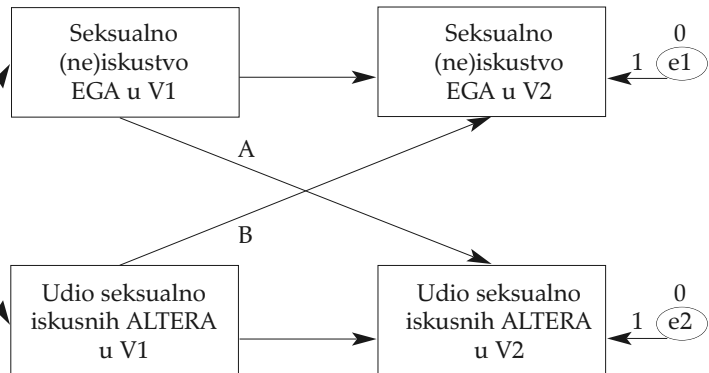 Seksualno
(ne)iskustvo
EGA u V1
Seksualno
(ne)iskustvo
EGA u V2
0
1 e1
A
B
Udio seksualno
iskusnih ALTERA
u V1
Udio seksualno
iskusnih ALTERA
u V2
0
1 e2